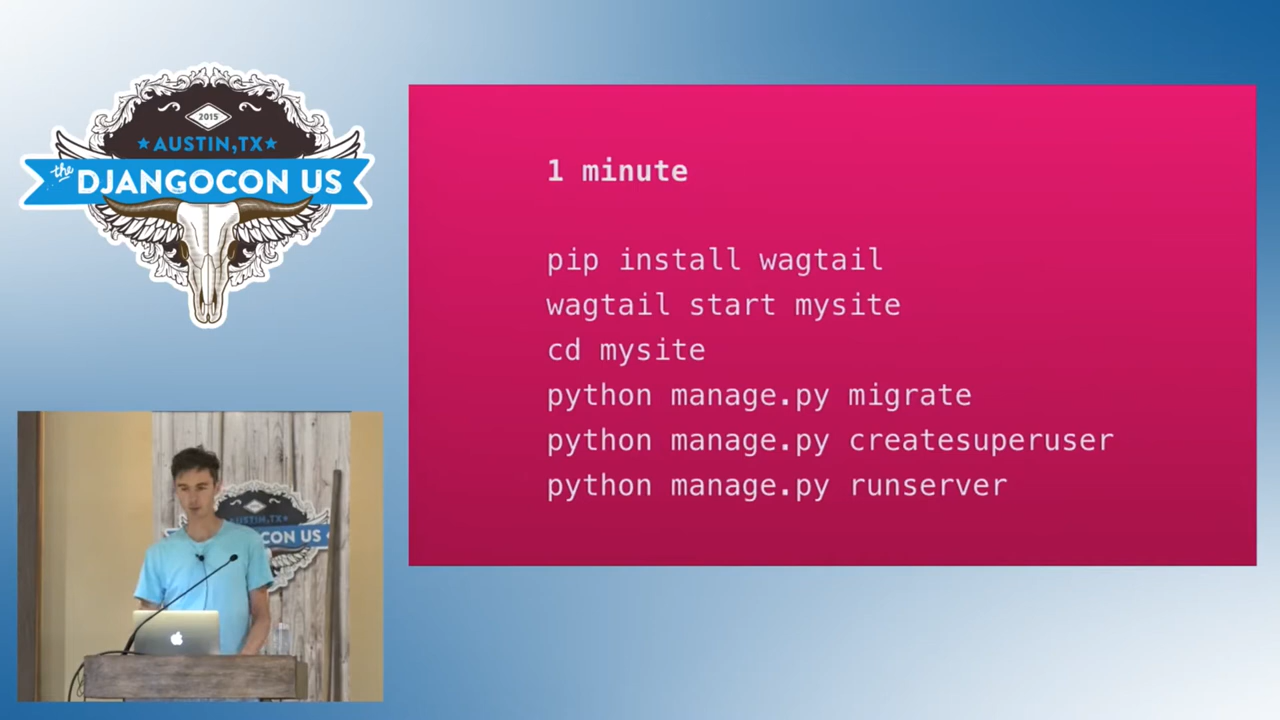 2015
AUSTIN,TX
the DJANGOCON US
1 minute
pip install wagtail
wagtail start mysite
cd mysite
python manage.py migrate
python manage.py createsuperuser
python manage.py runserver
AUSTIN,TX
CON US